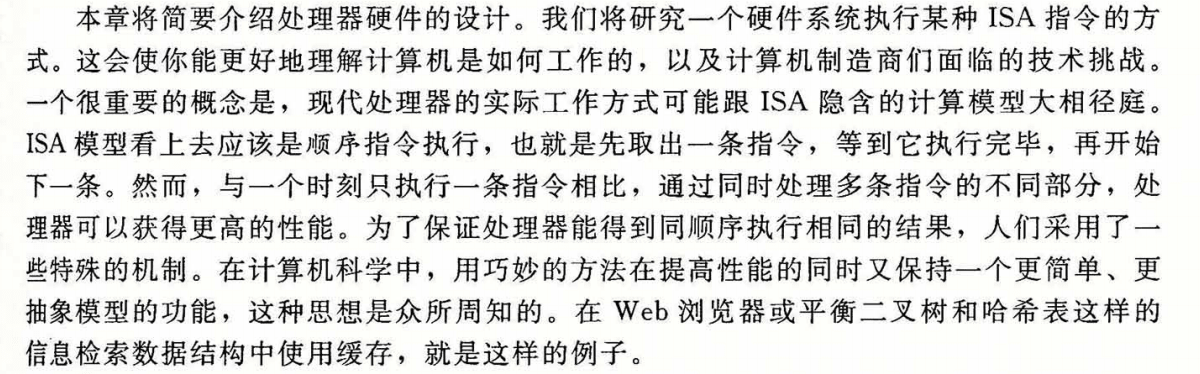 本章将简要介绍处理器硬件的设计。我们将研究一个硬件系统执行某种 ISA 指令的方
式。这会使你能更好地理解计算机是如何工作的，以及计算机制造商们面临的技术挑战。
一个很重要的概念是，现代处理器的实际工作方式可能跟 ISA 隐含的计算模型大相径庭。
ISA 模型看上去应该是顺序指令执行，也就是先取出一条指令，等到它执行完毕，再开始
下一条。然而，与一个时刻只执行一条指令相比，通过同时处理多条指令的不同部分，处
理器可以获得更高的性能。为了保证处理器能得到同顺序执行相同的结果，人们采用了一
些特殊的机制。在计算机科学中，用巧妙的方法在提高性能的同时又保持一个更简单、更
抽象模型的功能，这种思想是众所周知的。在 Web 浏览器或平衡二叉树和哈希表这样的
信息检索数据结构中使用缓存，就是这样的例子。